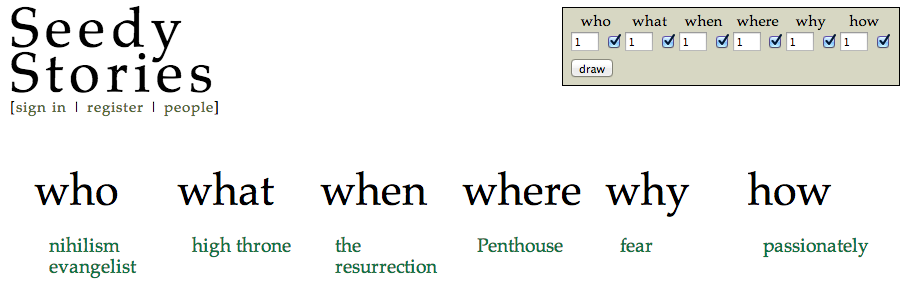 Seedy
Stories
[sign in | register | people]
who what when where why how
1 1 1 1 1 1
draw
who what when where why how
nihilism evangelist
high throne
the resurrection
Penthouse
fear
passionately